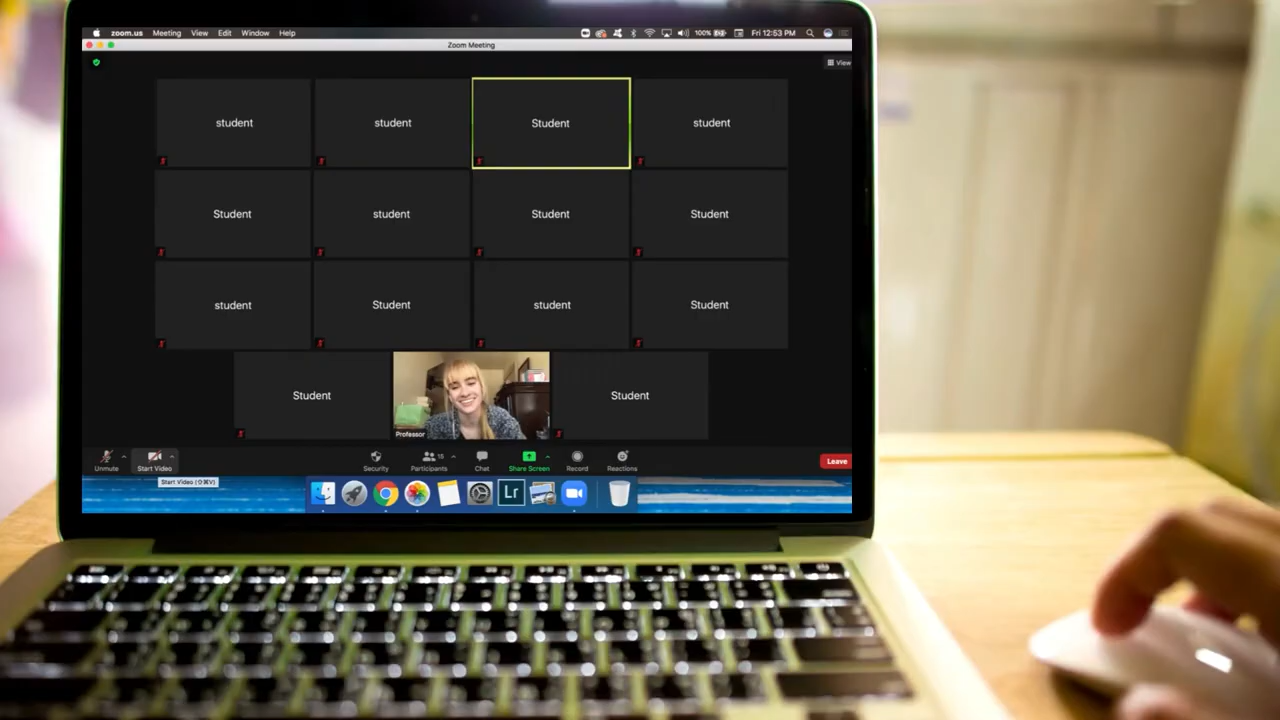 zoom.us Meeting View Edit Window Help 100% Fri 12:53 PM
Zoom Meeting
View
student student Student student
Student student Student Student
student Student student Student
Student Student
Professor
Unmute Start Video Security Participants 15 Chat Share Screen Record Reactions Leave
Start Video (⇧⌘V)
Lr